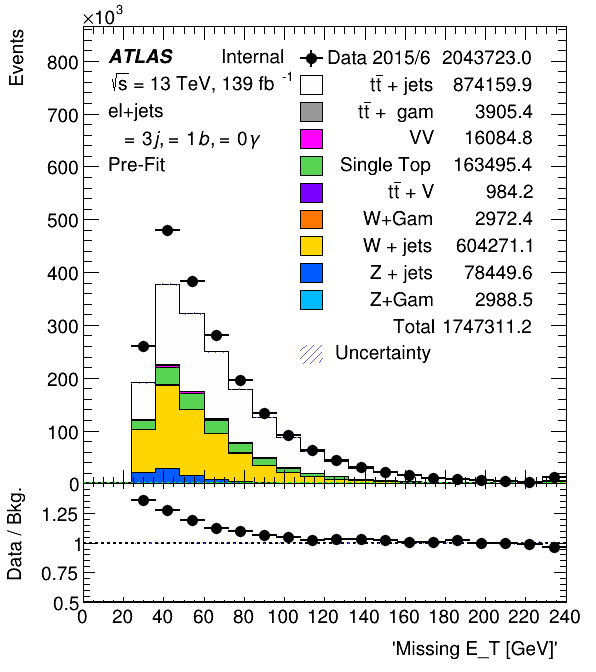 ×10³
Events
ATLAS Internal
√s = 13 TeV, 139 fb⁻¹
el+jets
= 3j, = 1b, = 0γ
Pre-Fit
Data 2015/6 2043723.0
tt̄ + jets 874159.9
tt̄ + gam 3905.4
VV 16084.8
Single Top 163495.4
tt̄ + V 984.2
W+Gam 2972.4
W + jets 604271.1
Z + jets 78449.6
Z+Gam 2988.5
Total 1747311.2
Uncertainty
800
700
600
500
400
300
200
100
0
Data / Bkg.
1.25
1
0.75
0.5
0 20 40 60 80 100 120 140 160 180 200 220 240
'Missing E_T [GeV]'